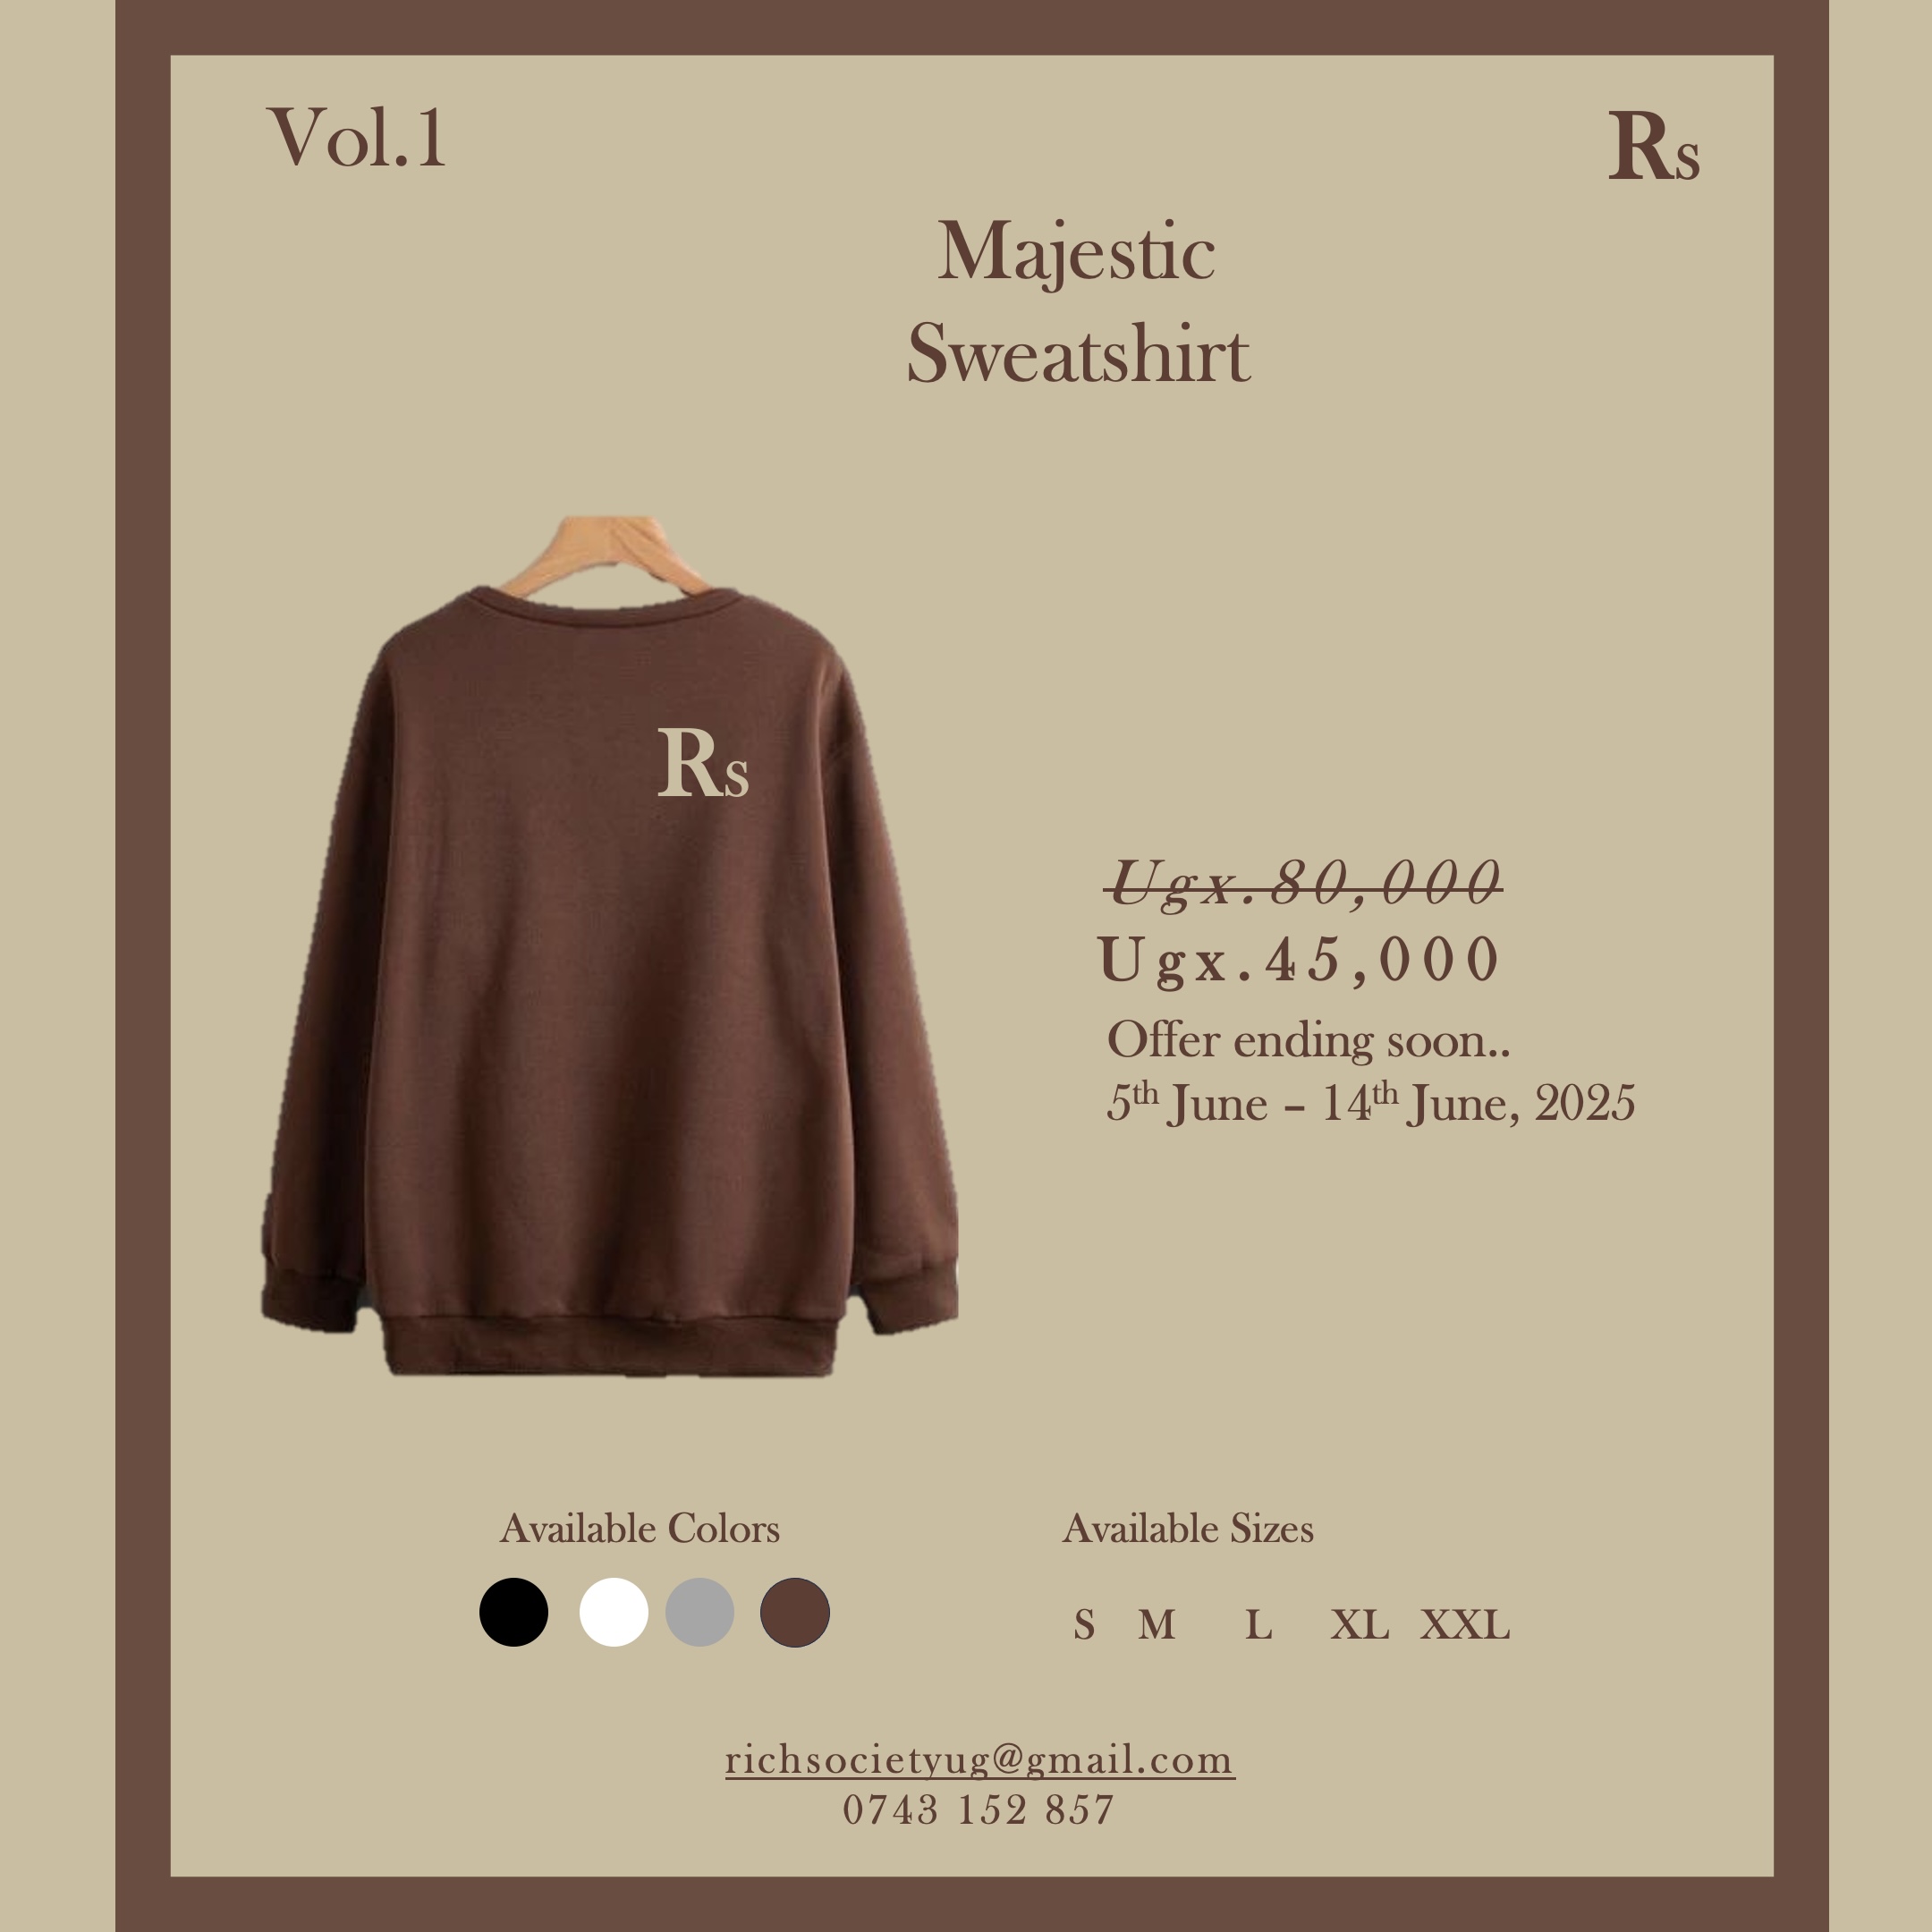 Vol.1
Rs
Majestic
Sweatshirt
Rs
Ugx.80,000
Ugx.45,000
Offer ending soon..
5th June – 14th June, 2025
Available Colors
Available Sizes
S M L XL XXL
richsocietyug@gmail.com
0743 152 857